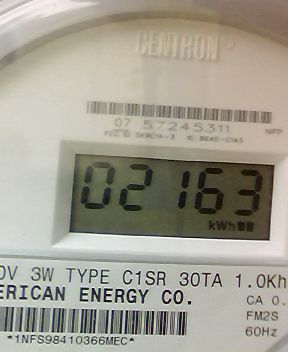 CENTRON®
07 57245311
02163
kWh
0V 3W TYPE C1SR 30TA 1.0Kh
ERICAN ENERGY CO.
CA 0.
FM2S
60Hz
*1NFS98410366MEC*